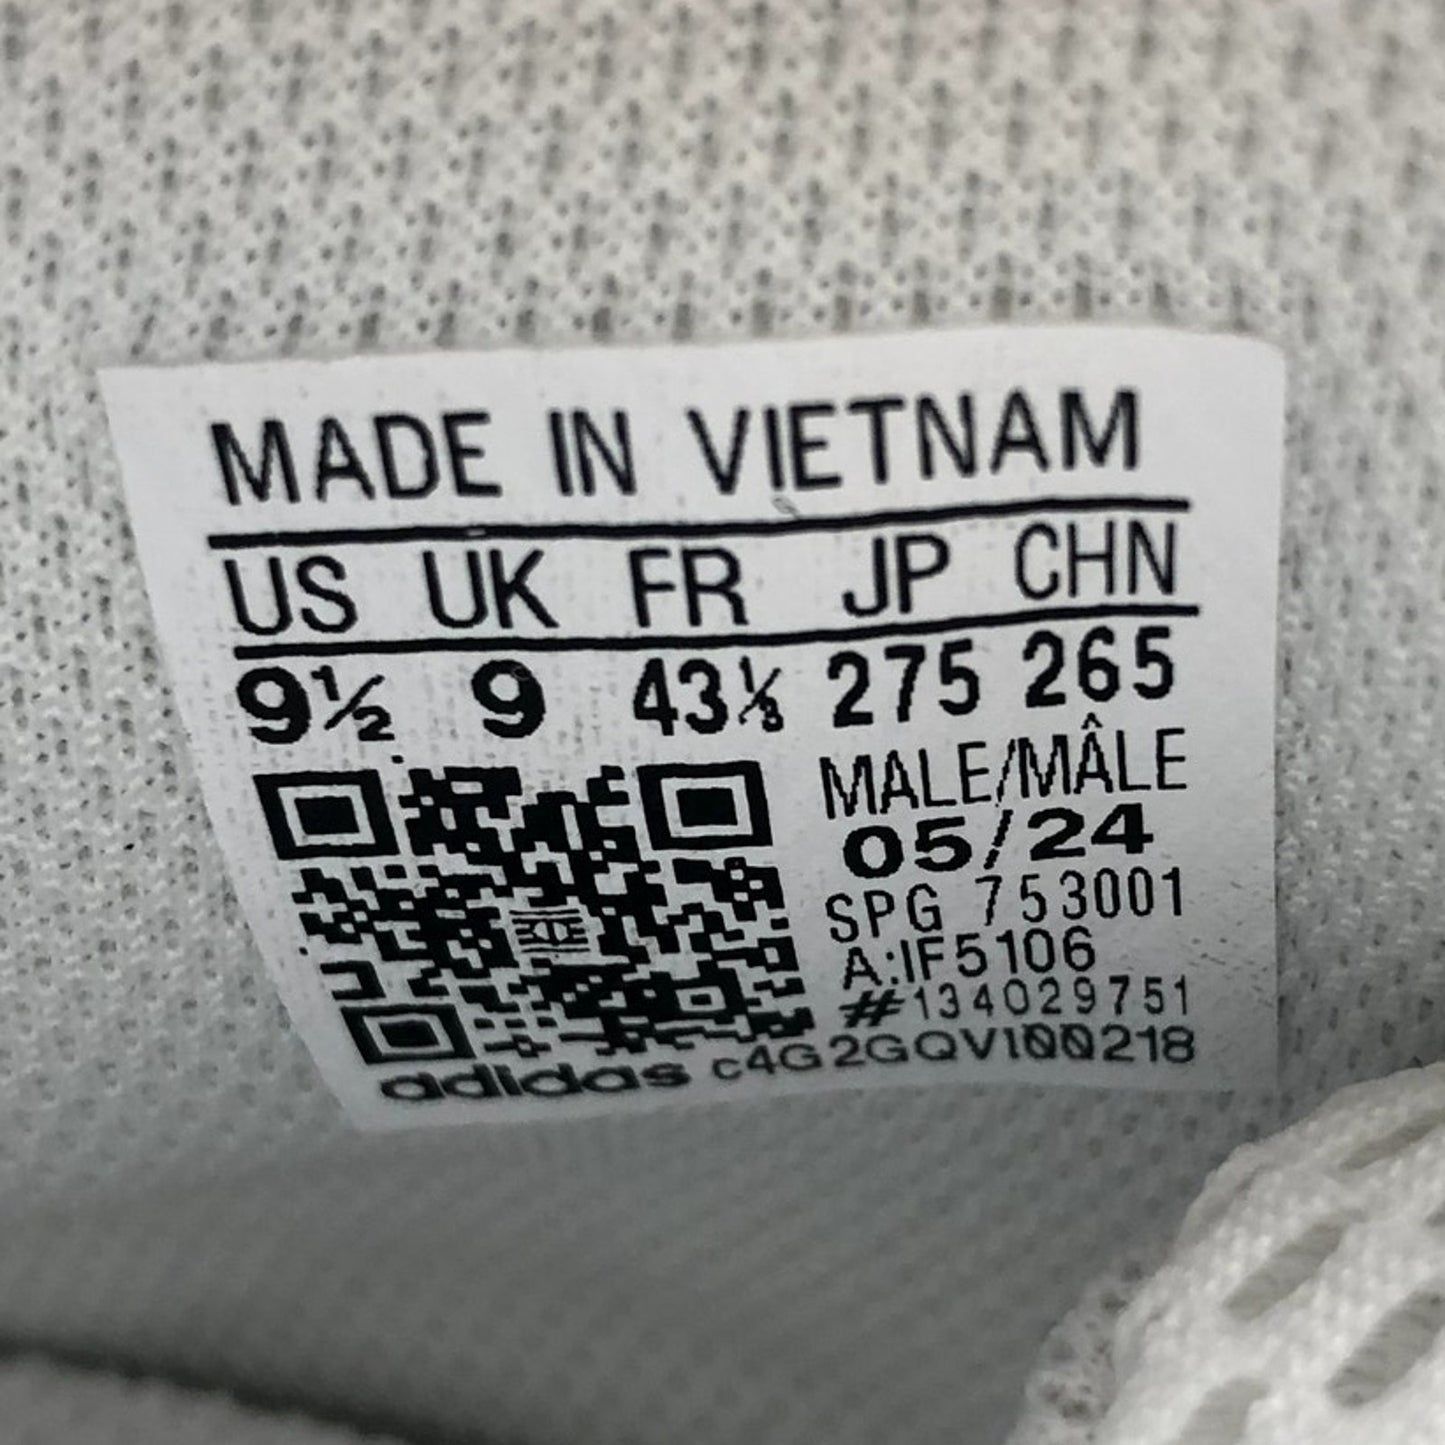 MADE IN VIETNAM
US UK FR JP CHN
9½ 9 43⅓ 275 265
MALE/MÂLE
05/24
SPG 753001
A:IF5106
#134029751
adidas c4G2GQV100218